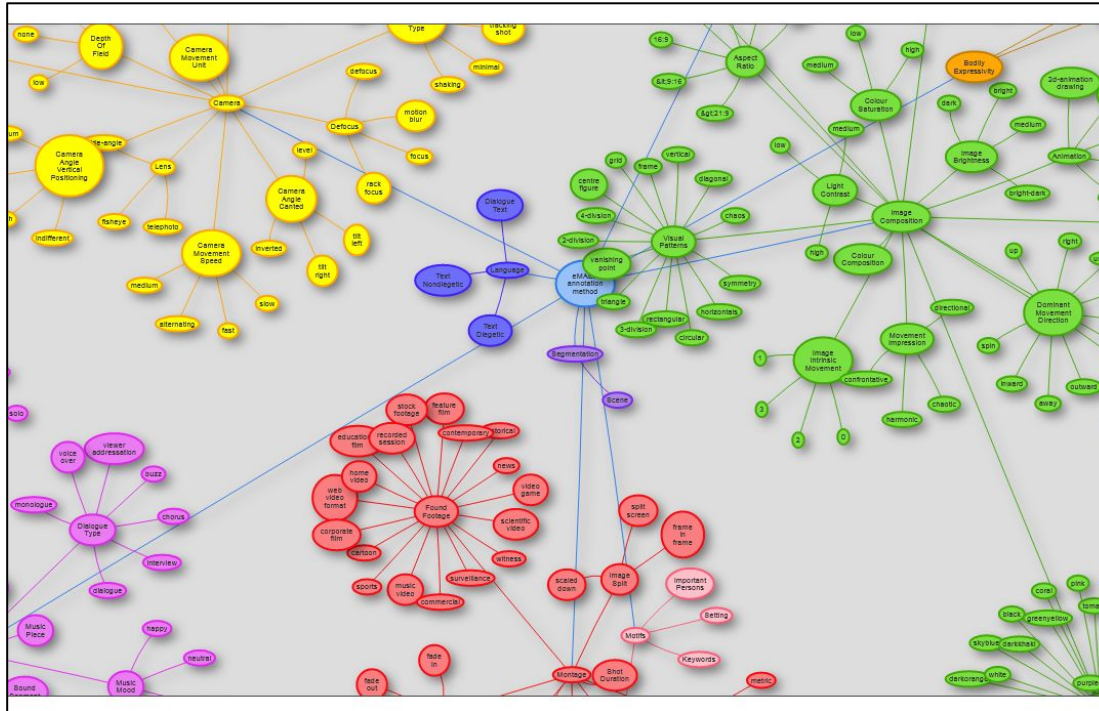 none
Depth
Of
Field
low
Camera
Movement
Unit
Type
tracking
shot
minimal
shaking
Camera
defocus
Defocus
motion
blur
focus
rack
focus
Camera
Angle
Vertical
Positioning
indifferent
Lens
fisheye
telephoto
level
Camera
Angle
Canted
inverted
tilt
left
tilt
right
Camera
Movement
Speed
medium
alternating
fast
slow
Dialogue
Text
Language
Text
Nondiegetic
Text
Diegetic
annotation
method
Segmentation
Scene
16:9
Aspect
Ratio
&lt;9:16
&gt;21:9
low
high
medium
Colour
Saturation
Bodily
Expressivity
2d-animation
drawing
dark
bright
medium
Image
Brightness
bright-dark
Animation
medium
low
Light
Contrast
high
Image
Composition
Colour
Composition
grid
frame
vertical
diagonal
centre
figure
4-division
2-division
chaos
Visual
Patterns
vanishing
point
triangle
3-division
rectangular
circular
horizontals
symmetry
directional
Movement
Impression
confrontative
harmonic
chaotic
Image
Intrinsic
Movement
1
3
2
0
up
right
Dominant
Movement
Direction
spin
inward
away
outward
solo
voice
over
viewer
addressation
buzz
monologue
chorus
Dialogue
Type
interview
dialogue
Music
Piece
happy
neutral
Music
Mood
Sound
stock
footage
feature
film
film
recorded
session
contemporary
news
home
video
web
video
format
video
game
Found
Footage
scientific
video
corporate
film
cartoon
witness
sports
music
video
surveillance
commercial
split
screen
frame
in
frame
scaled
down
Image
Split
Important
Persons
Setting
Motifs
Keywords
fade
in
fade
out
Montage
Shot
Duration
metric
pink
coral
black
greenyellow
skyblue
darkkhaki
white
purple